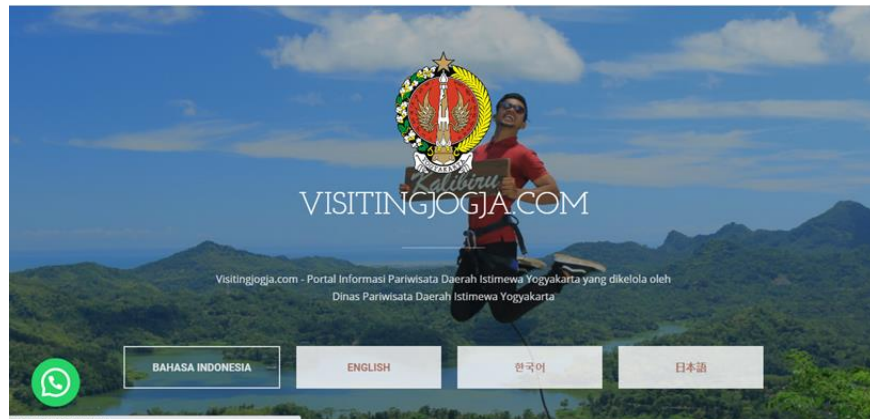 YOGYAKARTA
Kalibiru
VISITINGJOGJA.COM
Visitingjogja.com - Portal Informasi Pariwisata Daerah Istimewa Yogyakarta yang dikelola oleh
Dinas Pariwisata Daerah Istimewa Yogyakarta
BAHASA INDONESIA
ENGLISH
한국어
日本語